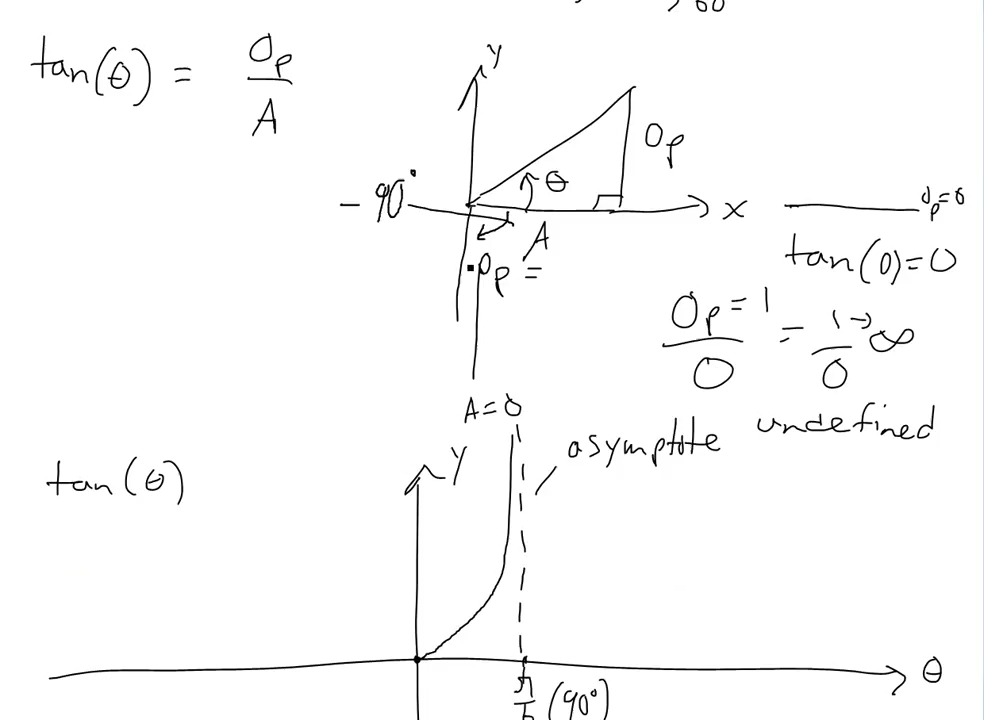 60
tan(θ) = Op/A
y
Op
θ
-90°
x
Op=0
A
tan(0)=0
Op =
Op=1/0 = 1/0 → ∞
A=0
asymptote undefined
tan(θ)
y
θ
(90°)